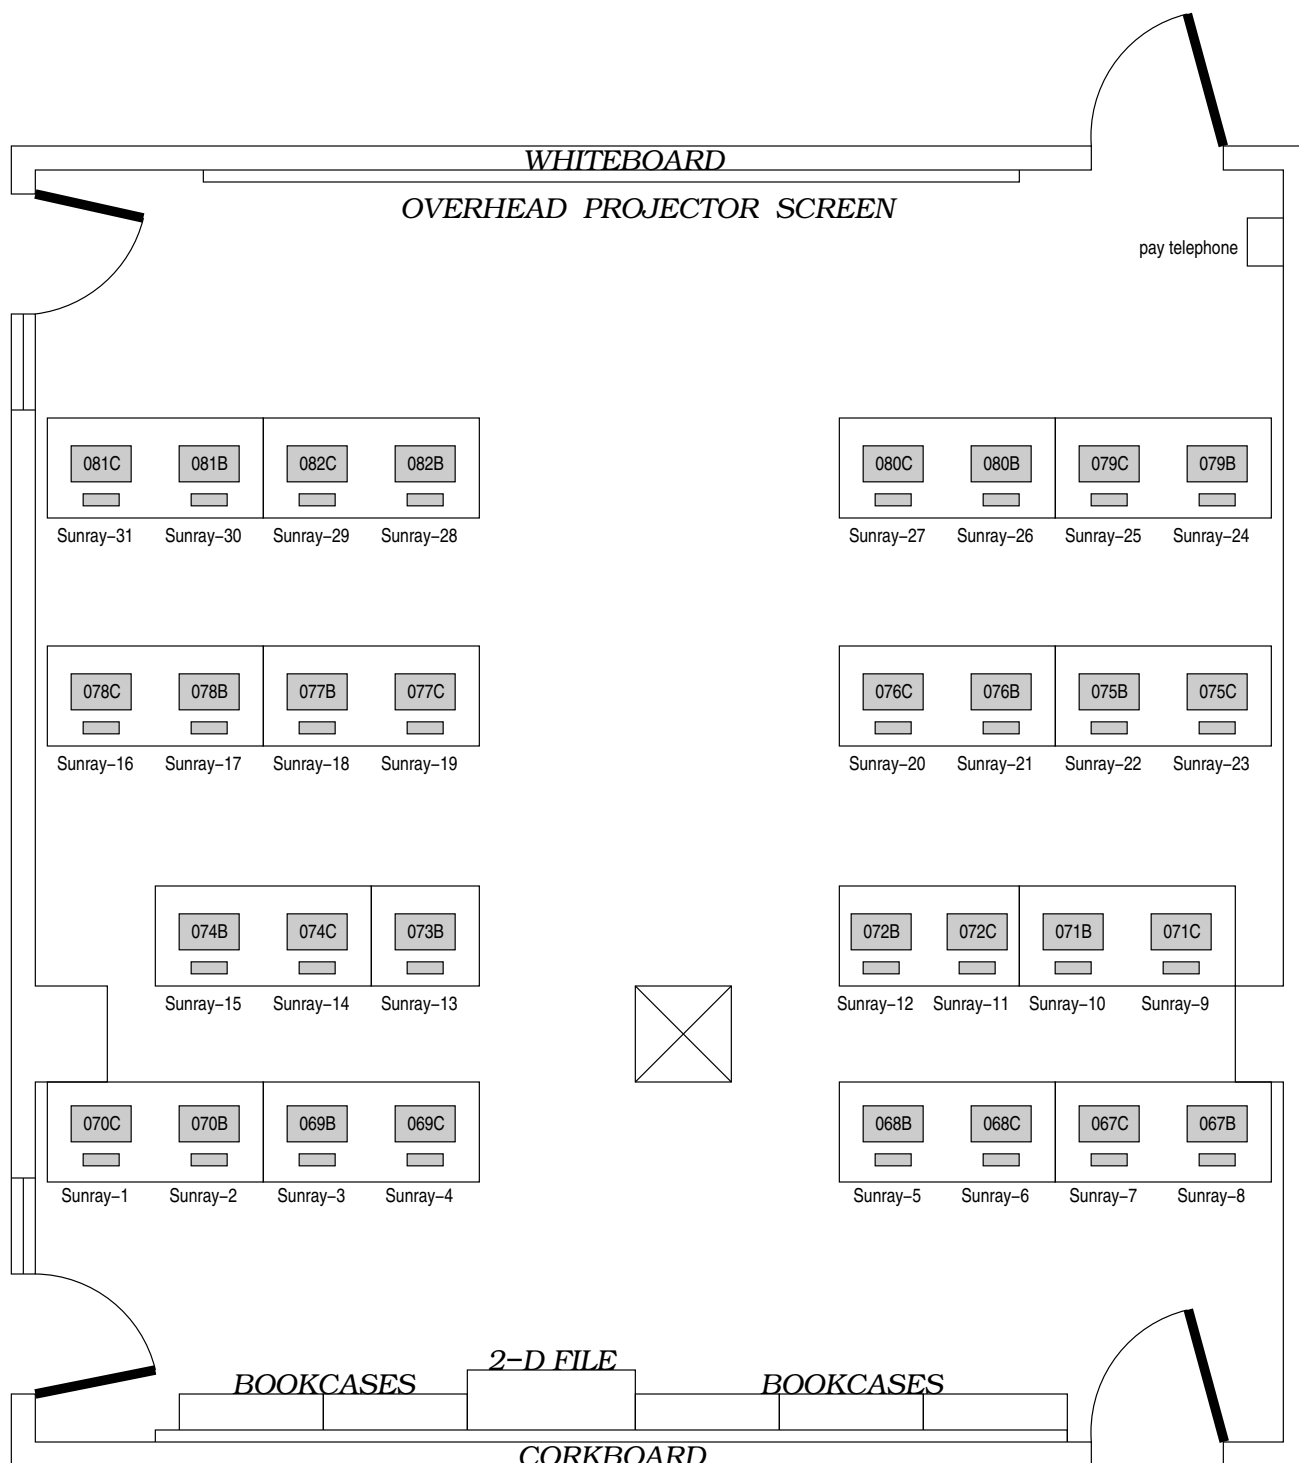 WHITEBOARD
OVERHEAD PROJECTOR SCREEN
pay telephone
081C 081B 082C 082B 080C 080B 079C 079B
Sunray–31 Sunray–30 Sunray–29 Sunray–28 Sunray–27 Sunray–26 Sunray–25 Sunray–24
078C 078B 077B 077C 076C 076B 075B 075C
Sunray–16 Sunray–17 Sunray–18 Sunray–19 Sunray–20 Sunray–21 Sunray–22 Sunray–23
074B 074C 073B 072B 072C 071B 071C
Sunray–15 Sunray–14 Sunray–13 Sunray–12 Sunray–11 Sunray–10 Sunray–9
070C 070B 069B 069C 068B 068C 067C 067B
Sunray–1 Sunray–2 Sunray–3 Sunray–4 Sunray–5 Sunray–6 Sunray–7 Sunray–8
2–D FILE
BOOKCASES BOOKCASES
CORKBOARD